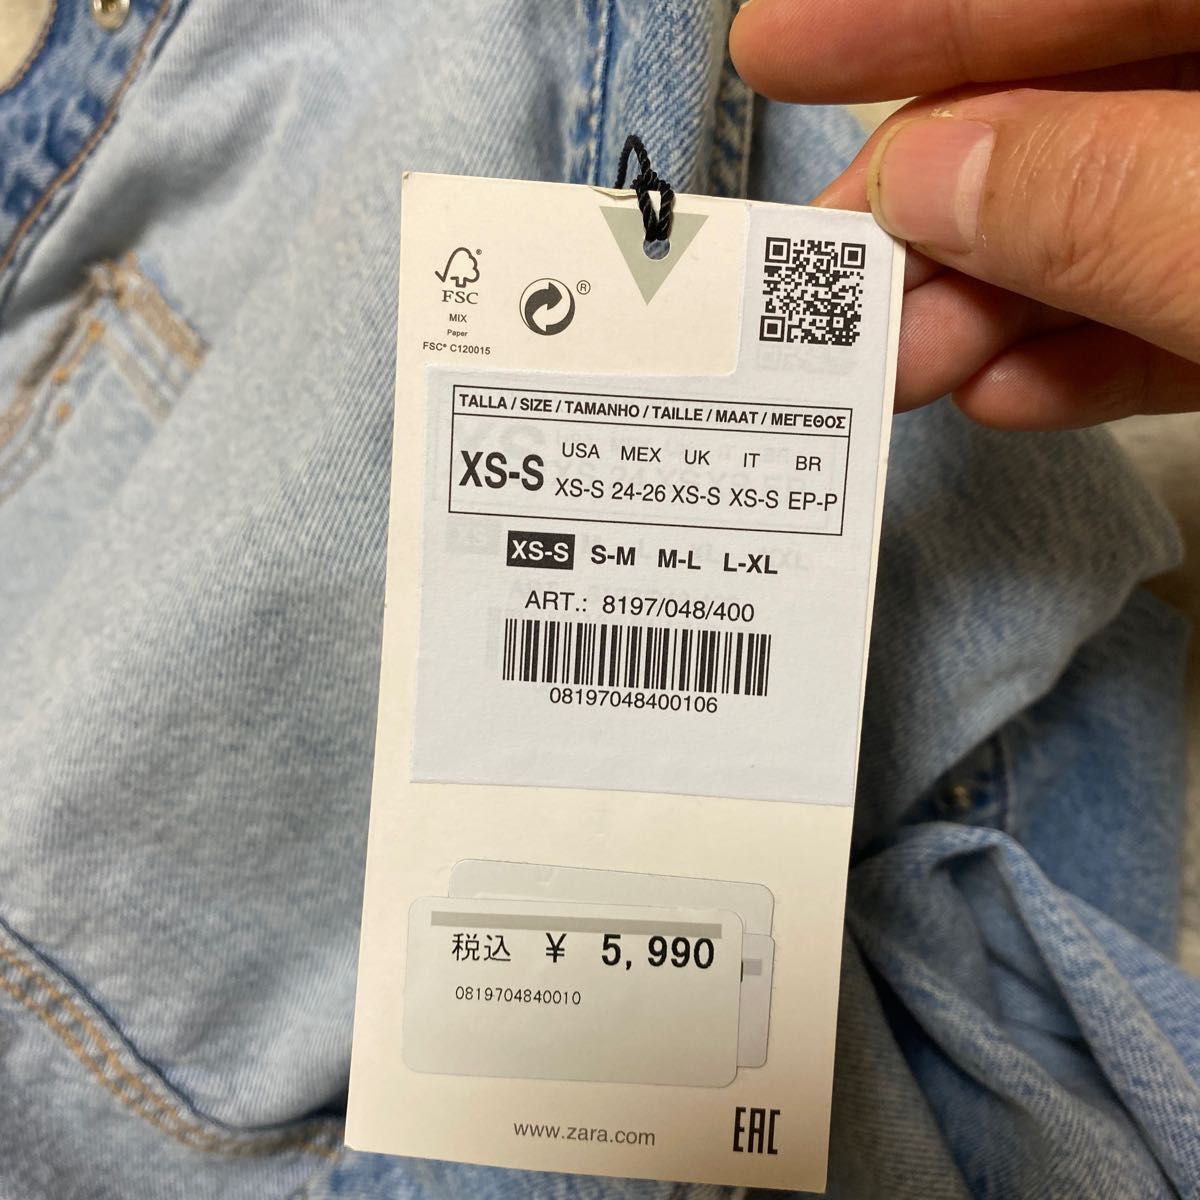 FSC®
MIX
Paper
FSC® C120015
®
TALLA / SIZE / TAMANHO / TAILLE / MAAT / ΜΕΓΕΘΟΣ
XS-S
USA MEX UK IT BR
XS-S 24-26 XS-S XS-S EP-P
XS-S S-M M-L L-XL
ART.: 8197/048/400
08197048400106
税込 ¥ 5,990
0819704840010
www.zara.com
EAC